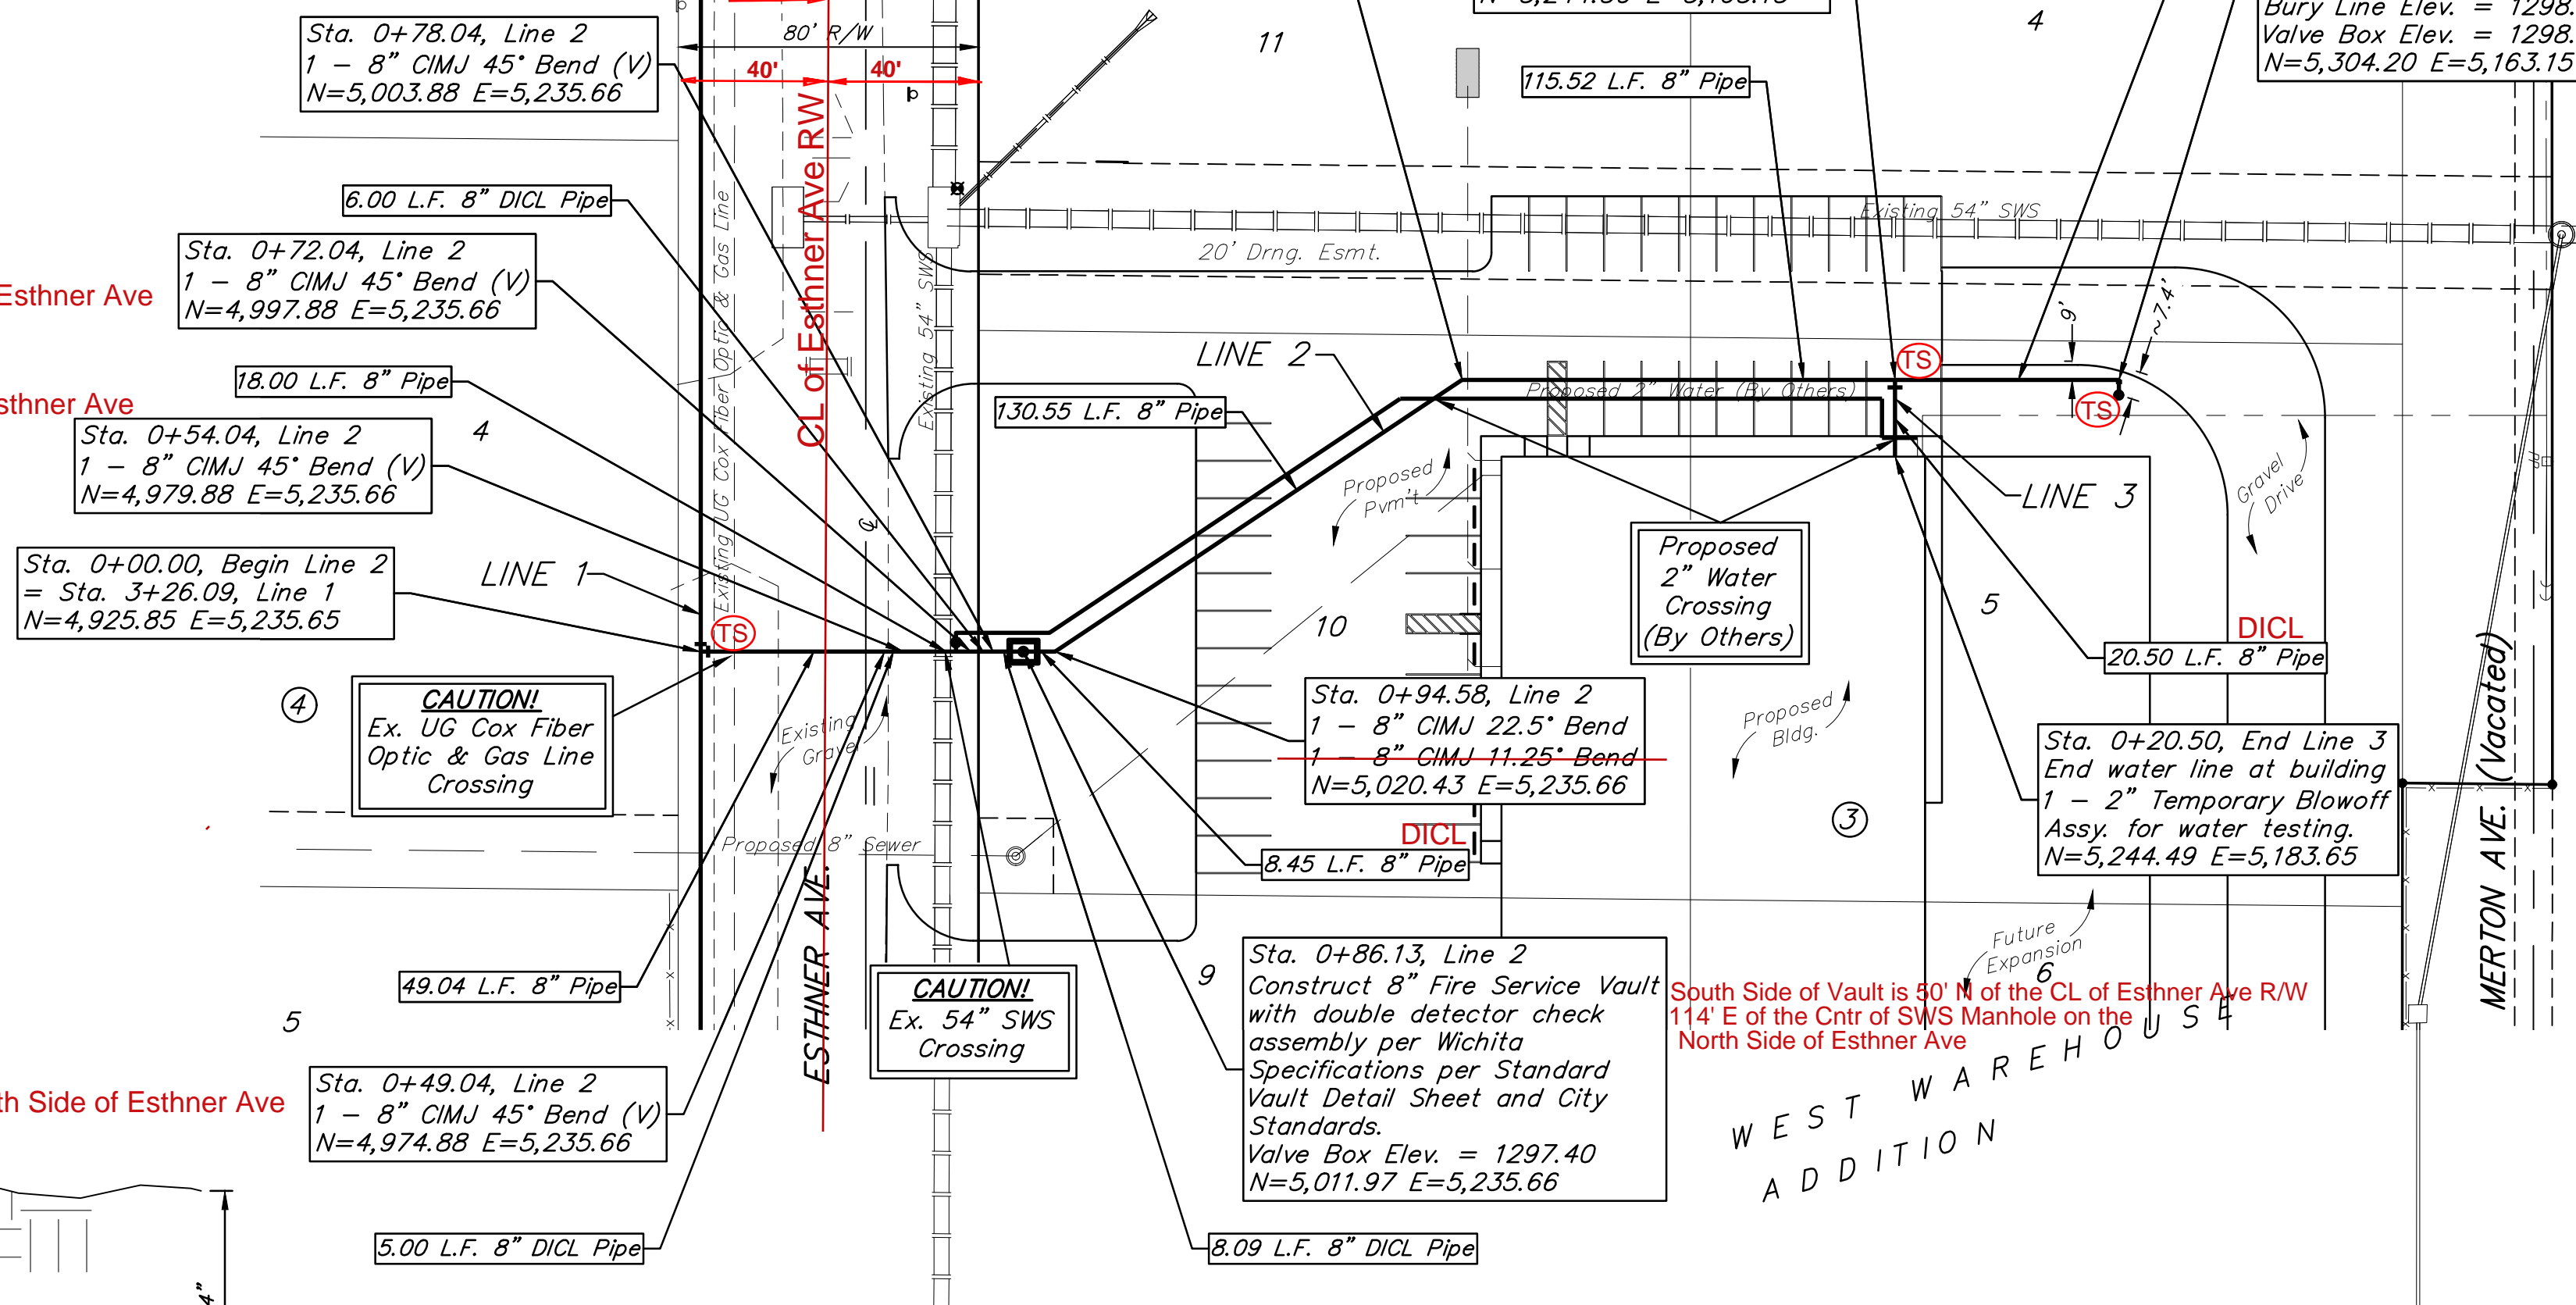 Sta. 0+78.04, Line 2
1 - 8" CIMJ 45° Bend (V)
N=5,003.88 E=5,235.66
80' R/W
40'
40'
11
115.52 L.F. 8" Pipe
4
Bury Line Elev. = 1298.
Valve Box Elev. = 1298.
N=5,304.20 E=5,163.15
6.00 L.F. 8" DICL Pipe
Sta. 0+72.04, Line 2
1 - 8" CIMJ 45° Bend (V)
N=4,997.88 E=5,235.66
Esthner Ave
18.00 L.F. 8" Pipe
sthner Ave
Sta. 0+54.04, Line 2
1 - 8" CIMJ 45° Bend (V)
N=4,979.88 E=5,235.66
4
Sta. 0+00.00, Begin Line 2
= Sta. 3+26.09, Line 1
N=4,925.85 E=5,235.65
LINE 1
TS
Existing UG Cox Fiber Optic & Gas Line
CL of Esthner Ave RW
Existing 54" SWS
Existing 54" SWS
20' Drng. Esmt.
LINE 2
130.55 L.F. 8" Pipe
Proposed 2" Water (By Others)
TS
TS
9'
~7.4'
Proposed
Pvm't
Gravel
Drive
LINE 3
Proposed
2" Water
Crossing
(By Others)
5
10
DICL
20.50 L.F. 8" Pipe
4
CAUTION!
Ex. UG Cox Fiber
Optic & Gas Line
Crossing
Existing
Gravel
Sta. 0+94.58, Line 2
1 - 8" CIMJ 22.5° Bend
1 - 8" CIMJ 11.25° Bend
N=5,020.43 E=5,235.66
Proposed
Bldg.
3
Sta. 0+20.50, End Line 3
End water line at building
1 - 2" Temporary Blowoff
Assy. for water testing.
N=5,244.49 E=5,183.65
MERTON AVE. (Vacated)
Proposed 8" Sewer
DICL
8.45 L.F. 8" Pipe
ESTHNER AVE.
49.04 L.F. 8" Pipe
5
CAUTION!
Ex. 54" SWS
Crossing
9
Sta. 0+86.13, Line 2
Construct 8" Fire Service Vault
with double detector check
assembly per Wichita
Specifications per Standard
Vault Detail Sheet and City
Standards.
Valve Box Elev. = 1297.40
N=5,011.97 E=5,235.66
Future
Expansion
6
South Side of Vault is 50' N of the CL of Esthner Ave R/W
114' E of the Cntr of SWS Manhole on the
North Side of Esthner Ave
WEST WAREHOUSE
ADDITION
th Side of Esthner Ave
Sta. 0+49.04, Line 2
1 - 8" CIMJ 45° Bend (V)
N=4,974.88 E=5,235.66
5.00 L.F. 8" DICL Pipe
8.09 L.F. 8" DICL Pipe
4"